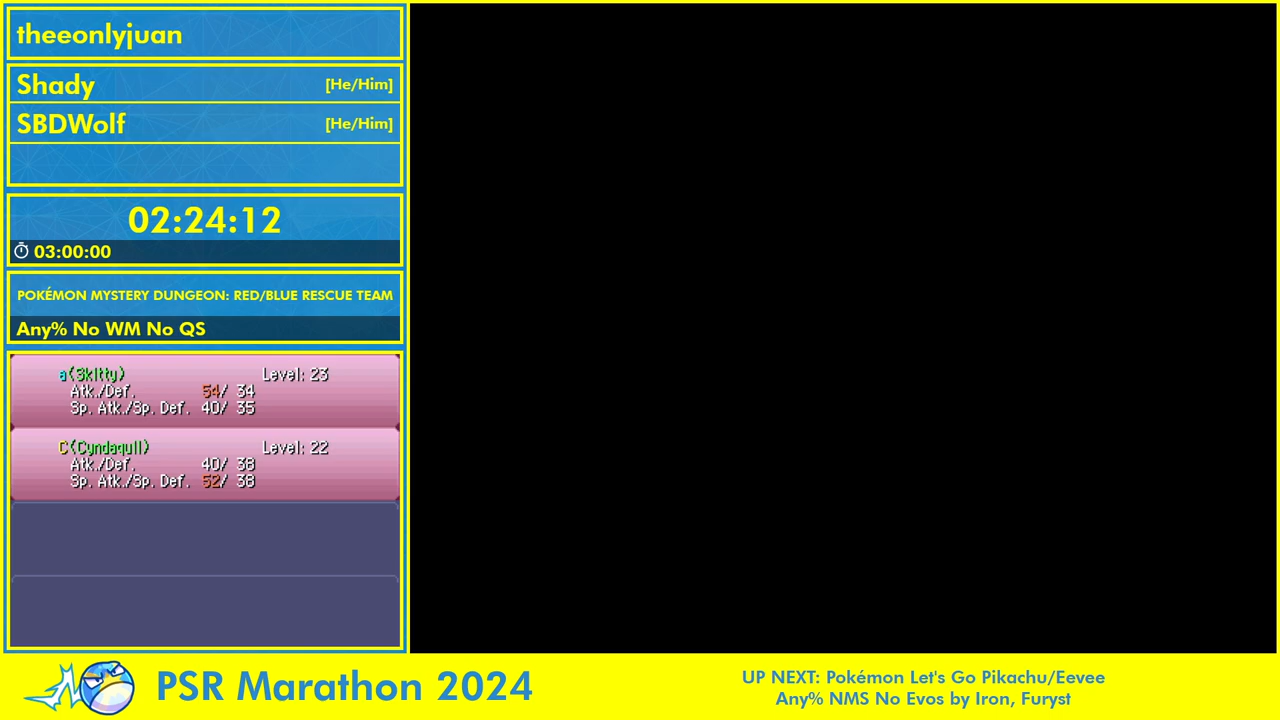 theeonlyjuan
Shady [He/Him]
SBDWolf [He/Him]
02:24:12
03:00:00
POKÉMON MYSTERY DUNGEON: RED/BLUE RESCUE TEAM
Any% No WM No QS
a(Skitty) Level: 23
Atk./Def. 54/ 34
Sp. Atk./Sp. Def. 40/ 35
C(Cyndaquil) Level: 22
Atk./Def. 40/ 38
Sp. Atk./Sp. Def. 52/ 38
PSR Marathon 2024
UP NEXT: Pokémon Let's Go Pikachu/Eevee
Any% NMS No Evos by Iron, Furyst